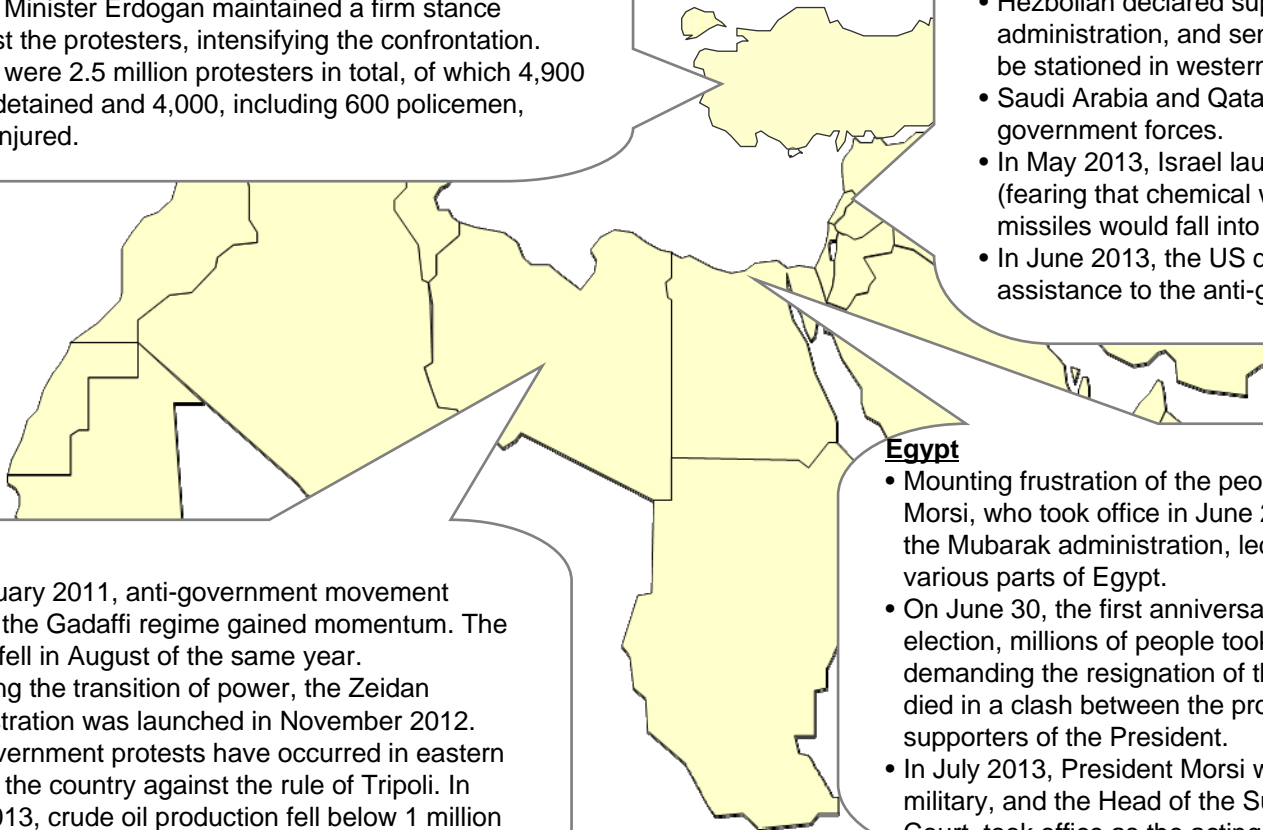 Minister Erdogan maintained a firm stance
st the protesters, intensifying the confrontation.
were 2.5 million protesters in total, of which 4,900
detained and 4,000, including 600 policemen,
njured.
• Hezbollah declared sup
administration, and ser
be stationed in western
• Saudi Arabia and Qata
government forces.
• In May 2013, Israel lau
(fearing that chemical w
missiles would fall into
• In June 2013, the US d
assistance to the anti-g
uary 2011, anti-government movement
the Gadaffi regime gained momentum. The
fell in August of the same year.
ng the transition of power, the Zeidan
stration was launched in November 2012.
vernment protests have occurred in eastern
the country against the rule of Tripoli. In
013, crude oil production fell below 1 million
Egypt
• Mounting frustration of the peo
Morsi, who took office in June 2
the Mubarak administration, led
various parts of Egypt.
• On June 30, the first anniversa
election, millions of people took
demanding the resignation of th
died in a clash between the pro
supporters of the President.
• In July 2013, President Morsi w
military, and the Head of the Su
Court, took office as the acting